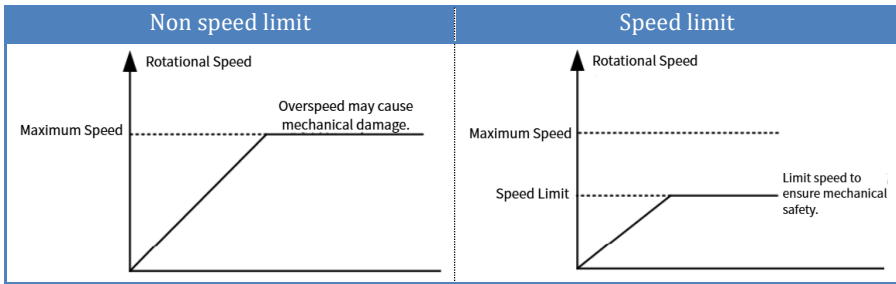 Non speed limit
Rotational Speed
Overspeed may cause
mechanical damage.
Maximum Speed
Speed limit
Rotational Speed
Maximum Speed
Speed Limit
Limit speed to
ensure mechanical
safety.